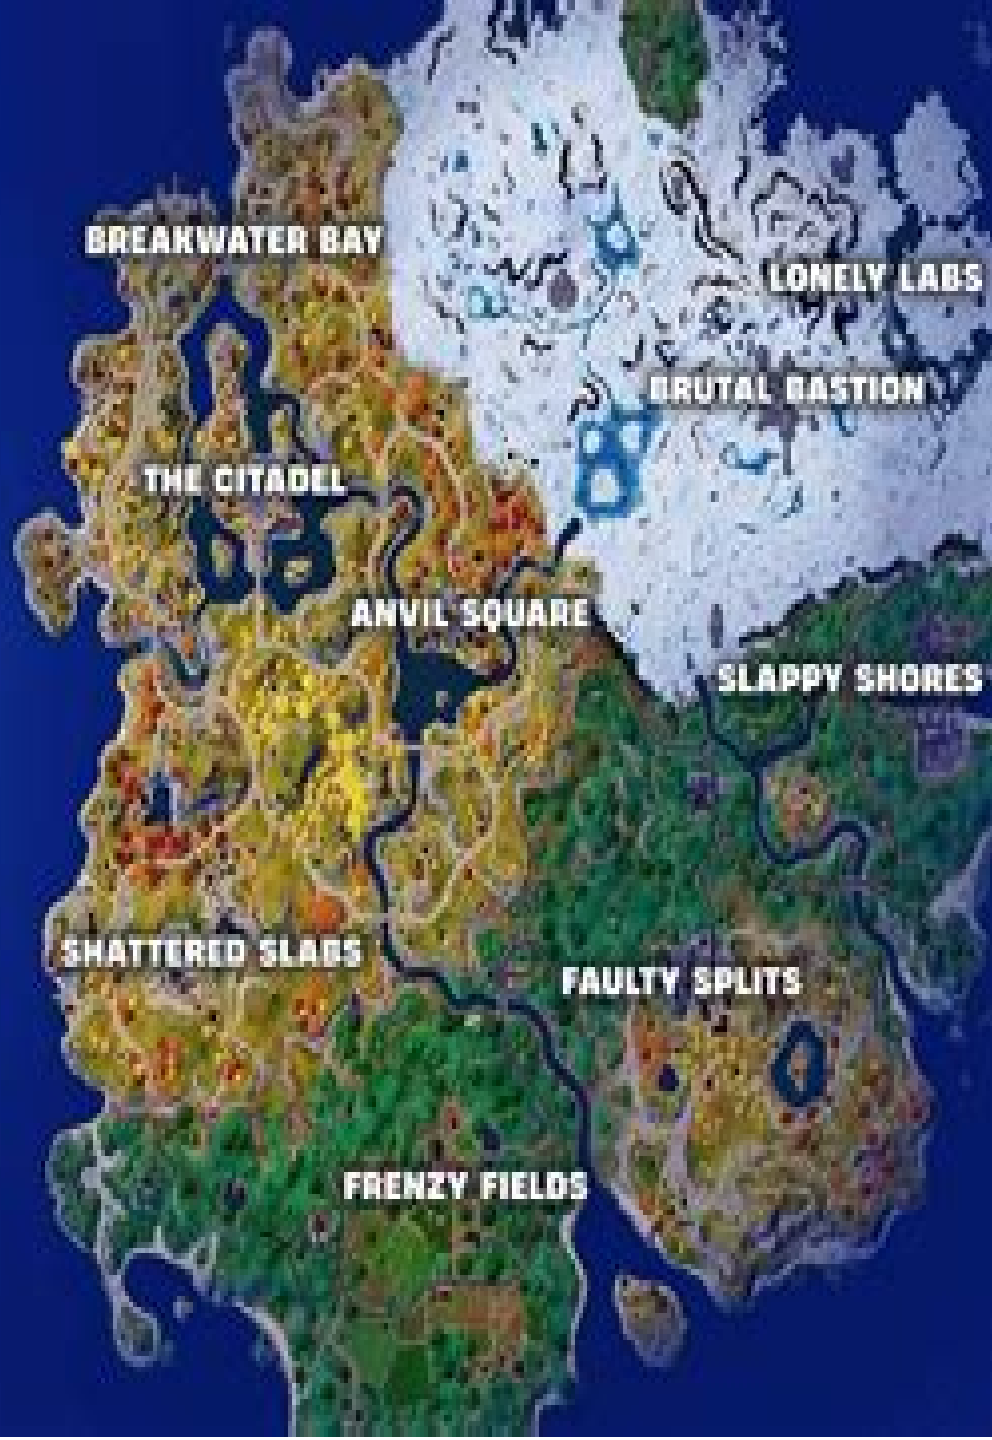 BREAKWATER BAY
LONELY LABS
BRUTAL BASTION
THE CITADEL
ANVIL SQUARE
SLAPPY SHORES
SHATTERED SLABS
FAULTY SPLITS
FRENZY FIELDS